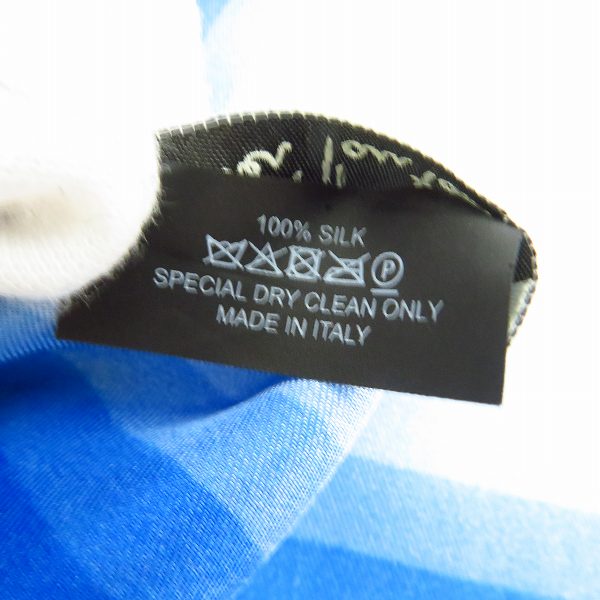 100% SILK
P
SPECIAL DRY CLEAN ONLY
MADE IN ITALY